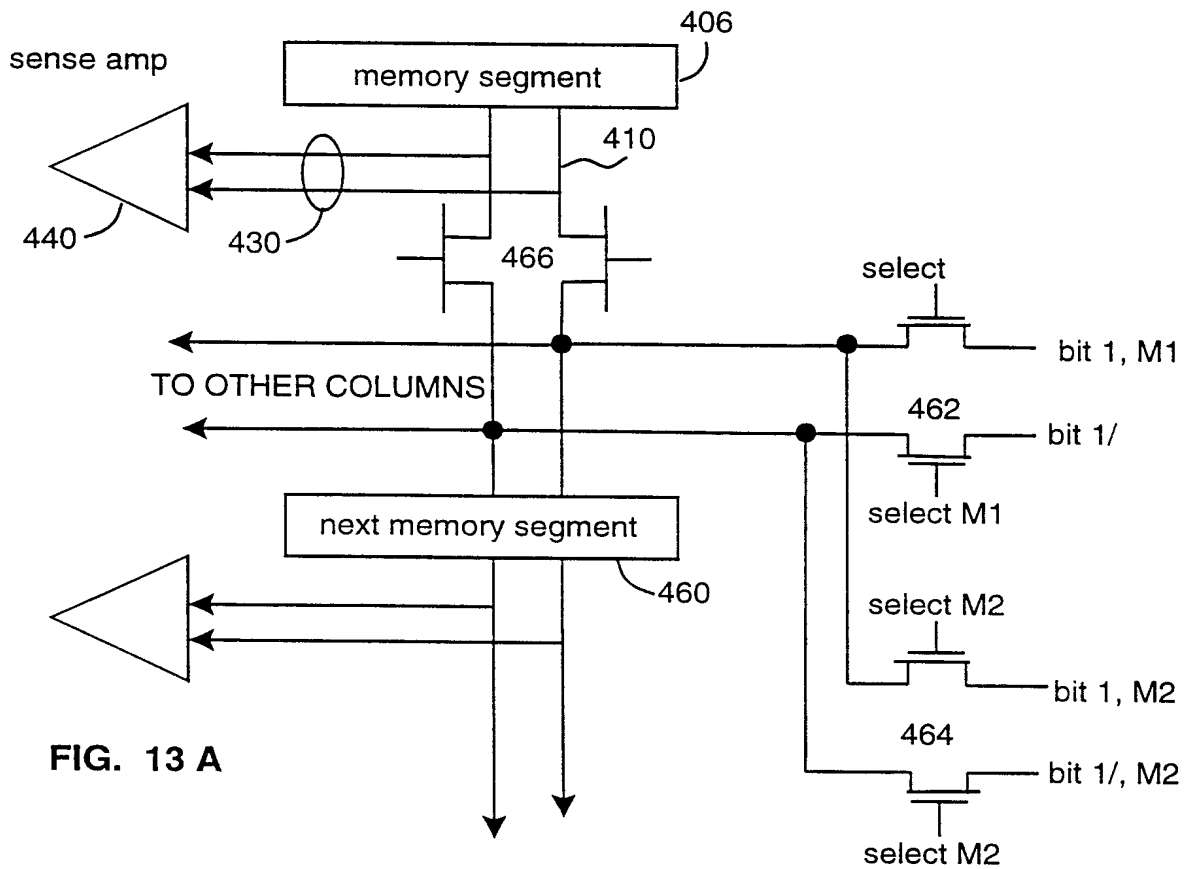 406
sense amp
memory segment
410
440
430
466
select
bit 1, M1
TO OTHER COLUMNS
462
bit 1/
select M1
next memory segment
460
select M2
bit 1, M2
464
FIG. 13 A
bit 1/, M2
select M2